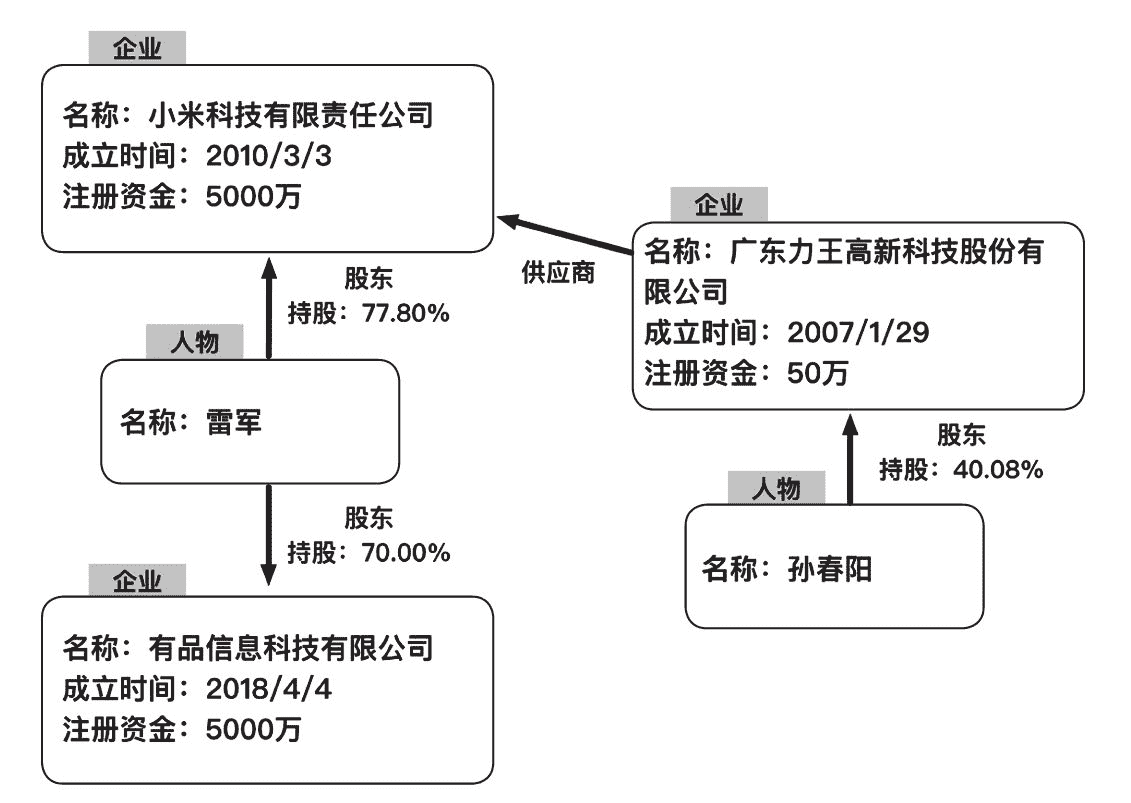 企业
名称：小米科技有限责任公司
成立时间：2010/3/3
注册资金：5000万
股东
持股：77.80%
人物
名称：雷军
股东
持股：70.00%
企业
名称：有品信息科技有限公司
成立时间：2018/4/4
注册资金：5000万
供应商
企业
名称：广东力王高新科技股份有
限公司
成立时间：2007/1/29
注册资金：50万
股东
持股：40.08%
人物
名称：孙春阳